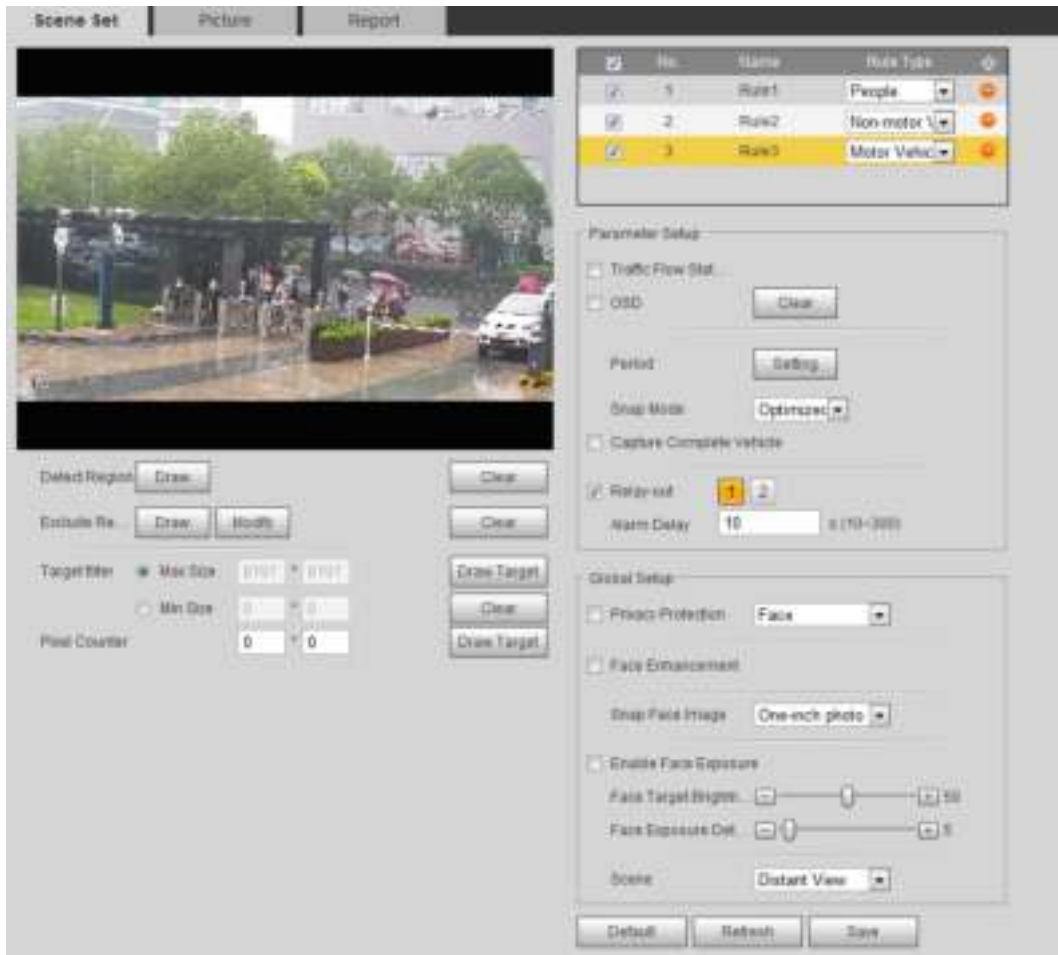 Scene Set Picture Report
No. Name Rule Type
1 Rule1 People
2 Rule2 Non-motor V
3 Rule3 Motor Vehic
Parameter Setup
Traffic Flow Stat...
OSD Clear
Period Setting
Snap Mode Optimized
Capture Complete Vehicle
Relay-out 1 2
Alarm Delay 10 s (10~300)
Detect Region Draw Clear
Exclude Re... Draw Modify Clear
Target filter Max Size 8191 * 8191 Draw Target
Min Size 0 * 0 Clear
Pixel Counter 0 * 0 Draw Target
Global Setup
Privacy Protection Face
Face Enhancement
Snap Face Image One-inch photo
Enable Face Exposure
Face Target Brightn... 50
Face Exposure Det... 5
Scene Distant View
Default Refresh Save